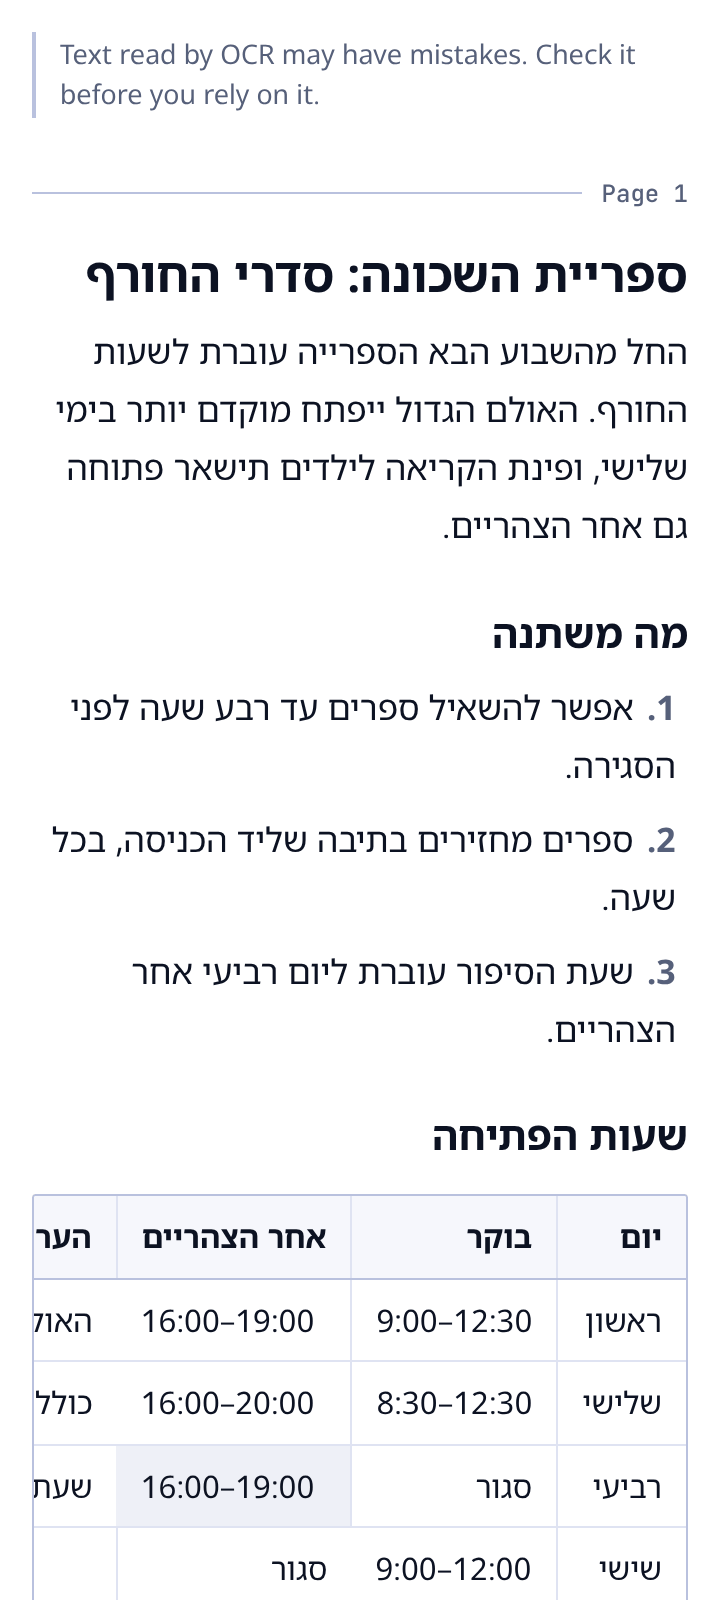 Text read by OCR may have mistakes. Check it
before you rely on it.
Page 1
ספריית השכונה: סדרי החורף
החל מהשבוע הבא הספרייה עוברת לשעות
החורף. האולם הגדול ייפתח מוקדם יותר בימי
שלישי, ופינת הקריאה לילדים תישאר פתוחה
גם אחר הצהריים.
מה משתנה
1. אפשר להשאיל ספרים עד רבע שעה לפני
הסגירה.
2. ספרים מחזירים בתיבה שליד הכניסה, בכל
שעה.
3. שעת הסיפור עוברת ליום רביעי אחר
הצהריים.
שעות הפתיחה
יום בוקר אחר הצהריים
ראשון 9:00–12:30 16:00–19:00
שלישי 8:30–12:30 16:00–20:00 כולל
רביעי סגור 16:00–19:00 שעת
שישי 9:00–12:00 סגור